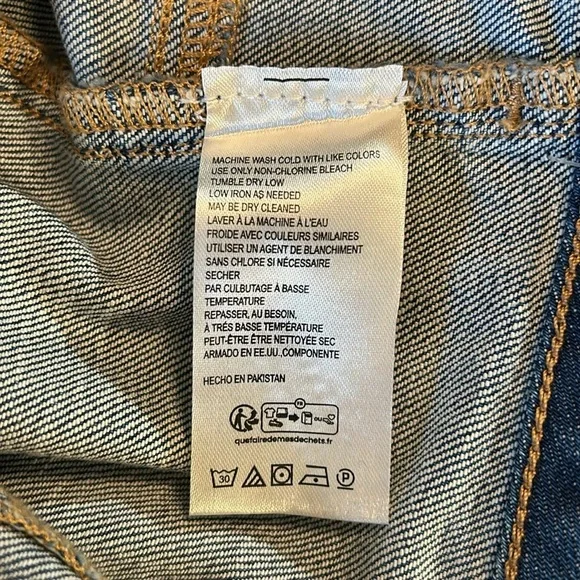 MACHINE WASH COLD WITH LIKE COLORS
USE ONLY NON-CHLORINE BLEACH
TUMBLE DRY LOW
LOW IRON AS NEEDED
MAY BE DRY CLEANED
LAVER À LA MACHINE À L'EAU
FROIDE AVEC COULEURS SIMILAIRES
UTILISER UN AGENT DE BLANCHIMENT
SANS CHLORE SI NÉCESSAIRE
SECHER
PAR CULBUTAGE À BASSE
TEMPERATURE
REPASSER, AU BESOIN,
À TRÉS BASSE TEMPÉRATURE
PEUT-ÊTRE ÊTRE NETTOYÉE SEC
ARMADO EN EE.UU.,COMPONENTE
HECHO EN PAKISTAN
FR
OU
quefairedemesdechets.fr
30
P